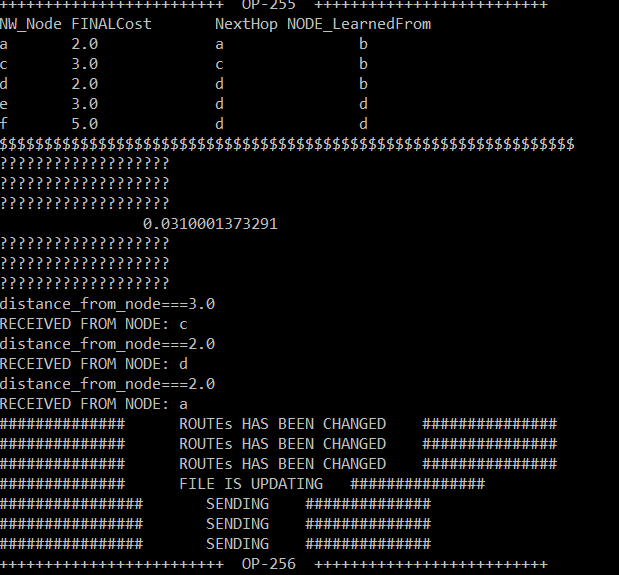 +++++++++++++++++++++++++  OP-255  ++++++++++++++++++++++++++
NW_Node FINALCost       NextHop NODE_LearnedFrom
a       2.0             a               b
c       3.0             c               b
d       2.0             d               b
e       3.0             d               d
f       5.0             d               d
$$$$$$$$$$$$$$$$$$$$$$$$$$$$$$$$$$$$$$$$$$$$$$$$$$$$$$$$$$$$$$$$
???????????????????
???????????????????
???????????????????
                0.0310001373291
???????????????????
???????????????????
???????????????????
distance_from_node===3.0
RECEIVED FROM NODE: c
distance_from_node===2.0
RECEIVED FROM NODE: d
distance_from_node===2.0
RECEIVED FROM NODE: a
##############      ROUTEs HAS BEEN CHANGED    ###############
##############      ROUTEs HAS BEEN CHANGED    ###############
##############      ROUTEs HAS BEEN CHANGED    ###############
##############      FILE IS UPDATING   ###############
################       SENDING    ##############
################       SENDING    ##############
################       SENDING    ##############
+++++++++++++++++++++++++  OP-256  ++++++++++++++++++++++++++